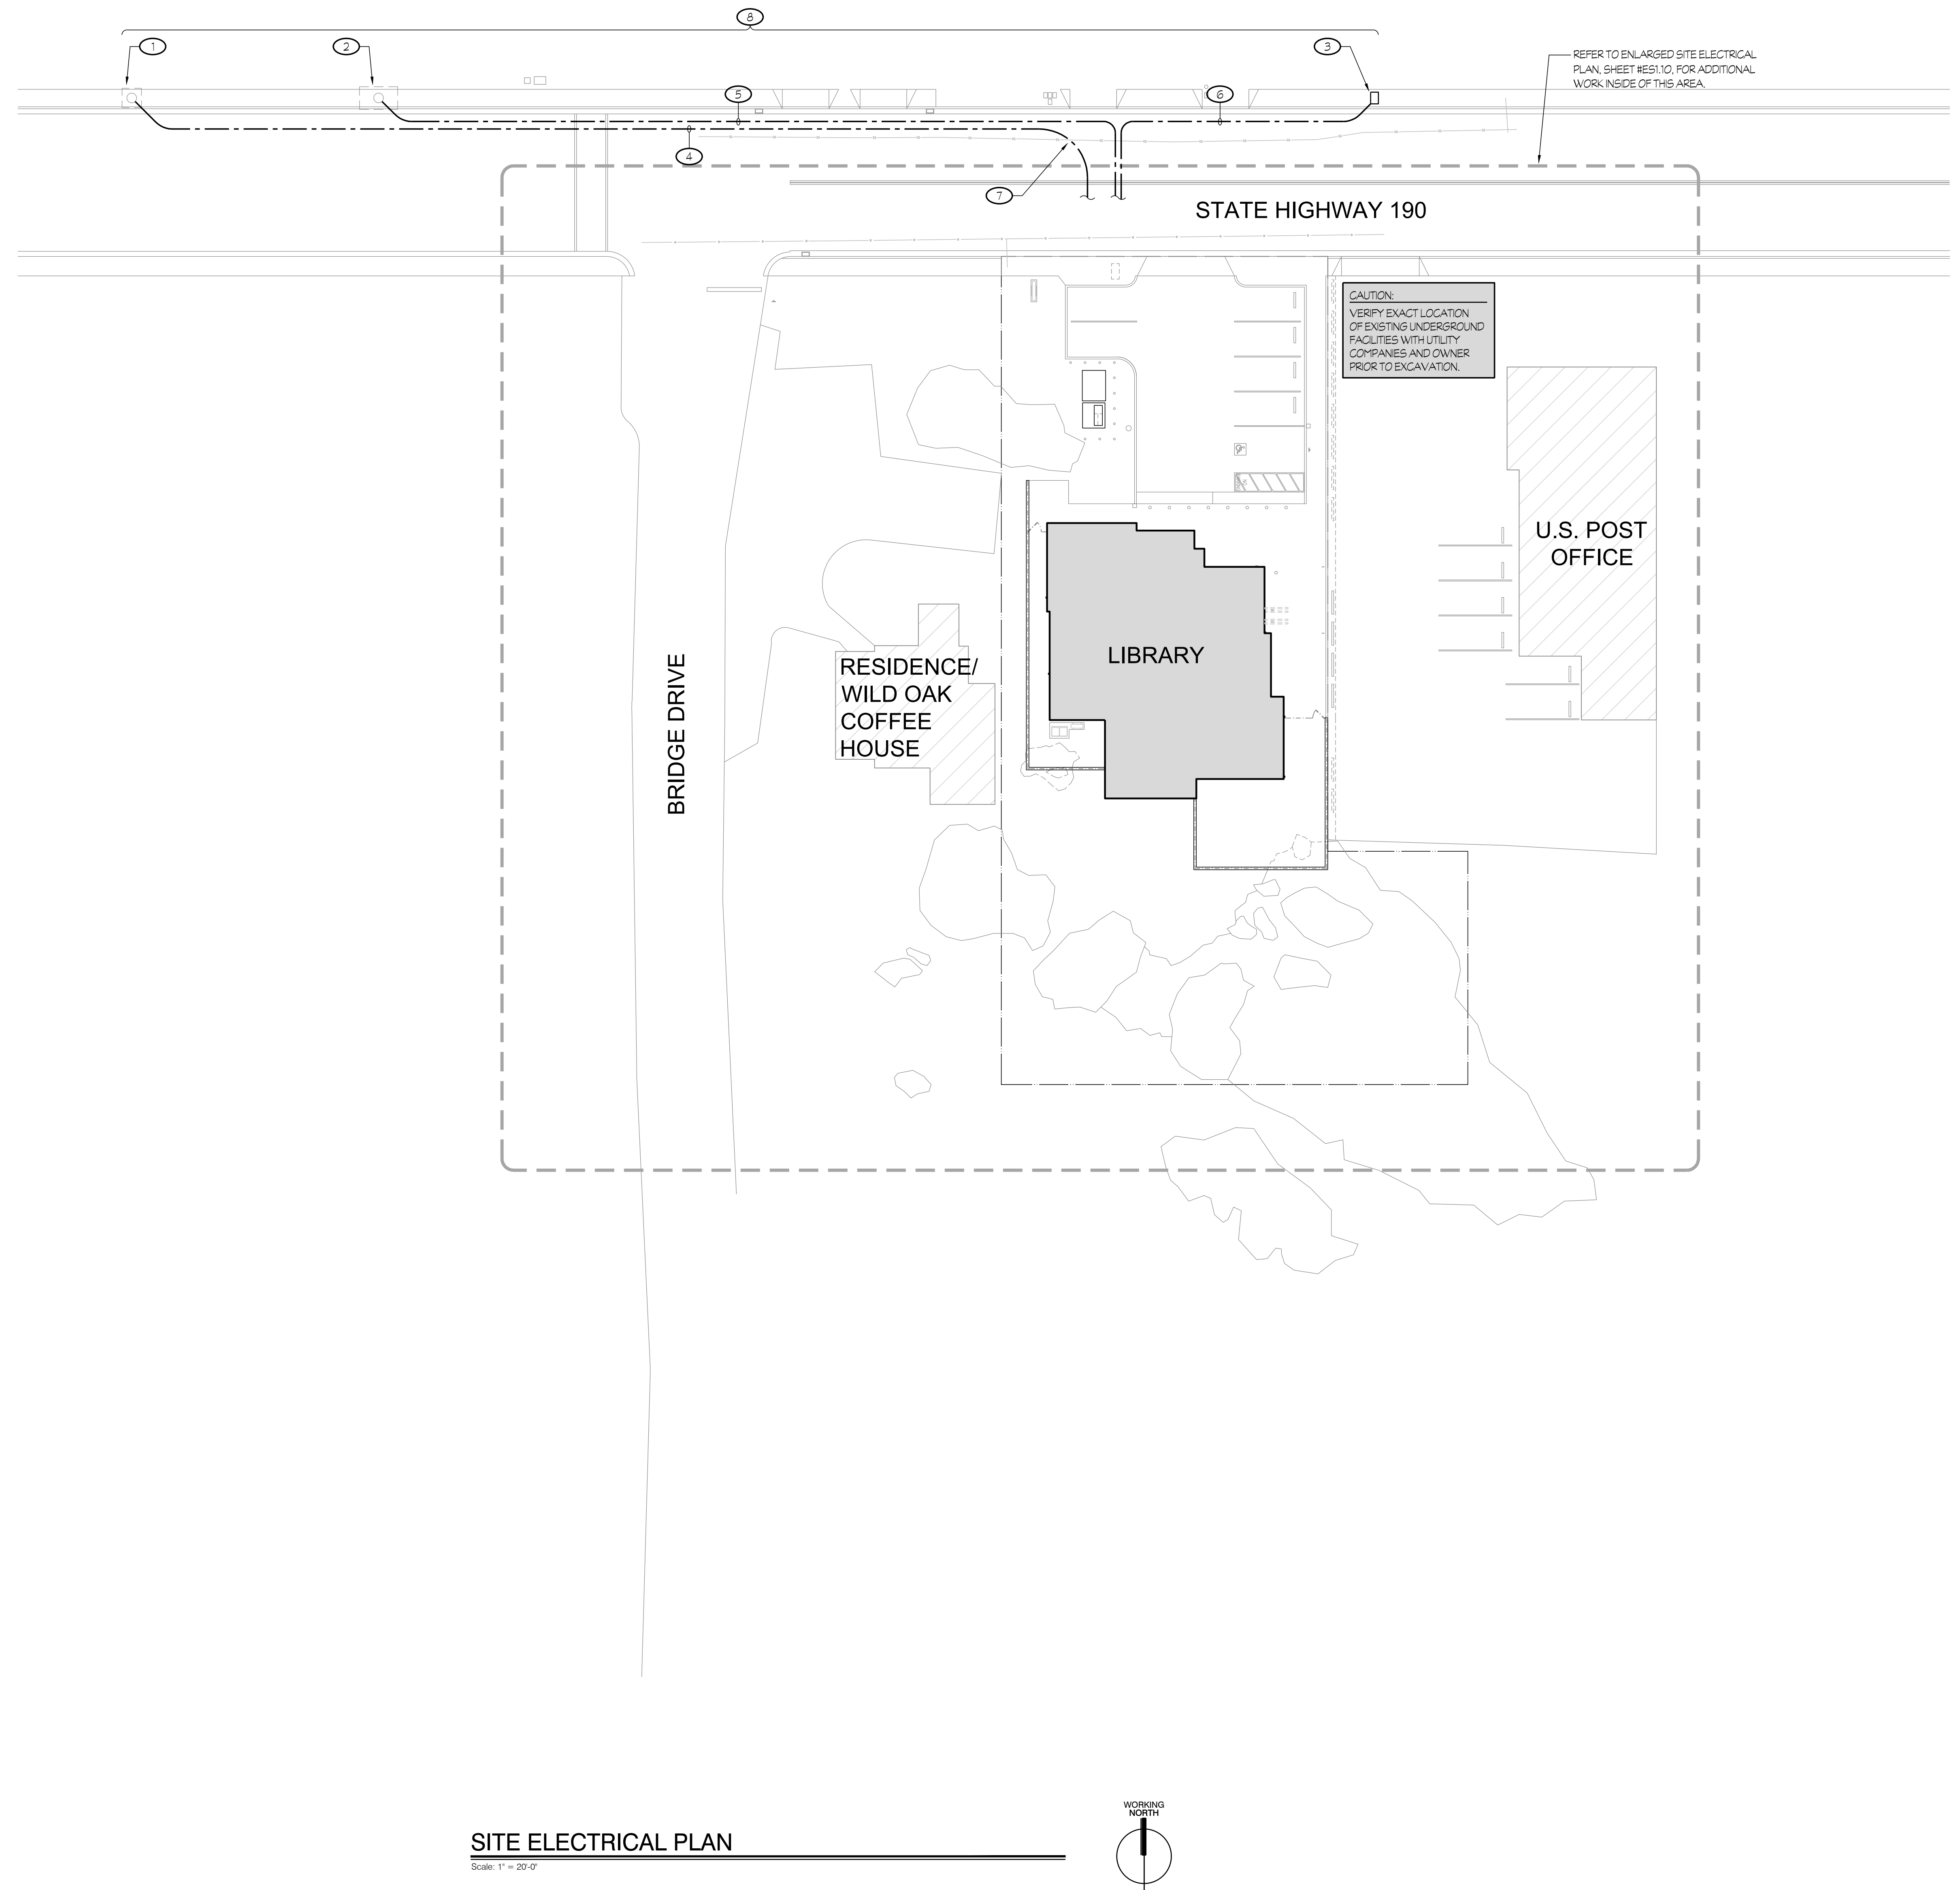 8
1
2
3
REFER TO ENLARGED SITE ELECTRICAL
PLAN, SHEET #ES1.10, FOR ADDITIONAL
WORK INSIDE OF THIS AREA.
5
6
4
7
STATE HIGHWAY 190
CAUTION:
VERIFY EXACT LOCATION
OF EXISTING UNDERGROUND
FACILITIES WITH UTILITY
COMPANIES AND OWNER
PRIOR TO EXCAVATION.
U.S. POST
OFFICE
LIBRARY
RESIDENCE/
WILD OAK
COFFEE
HOUSE
BRIDGE DRIVE
WORKING
NORTH
SITE ELECTRICAL PLAN
Scale: 1" = 20'-0"